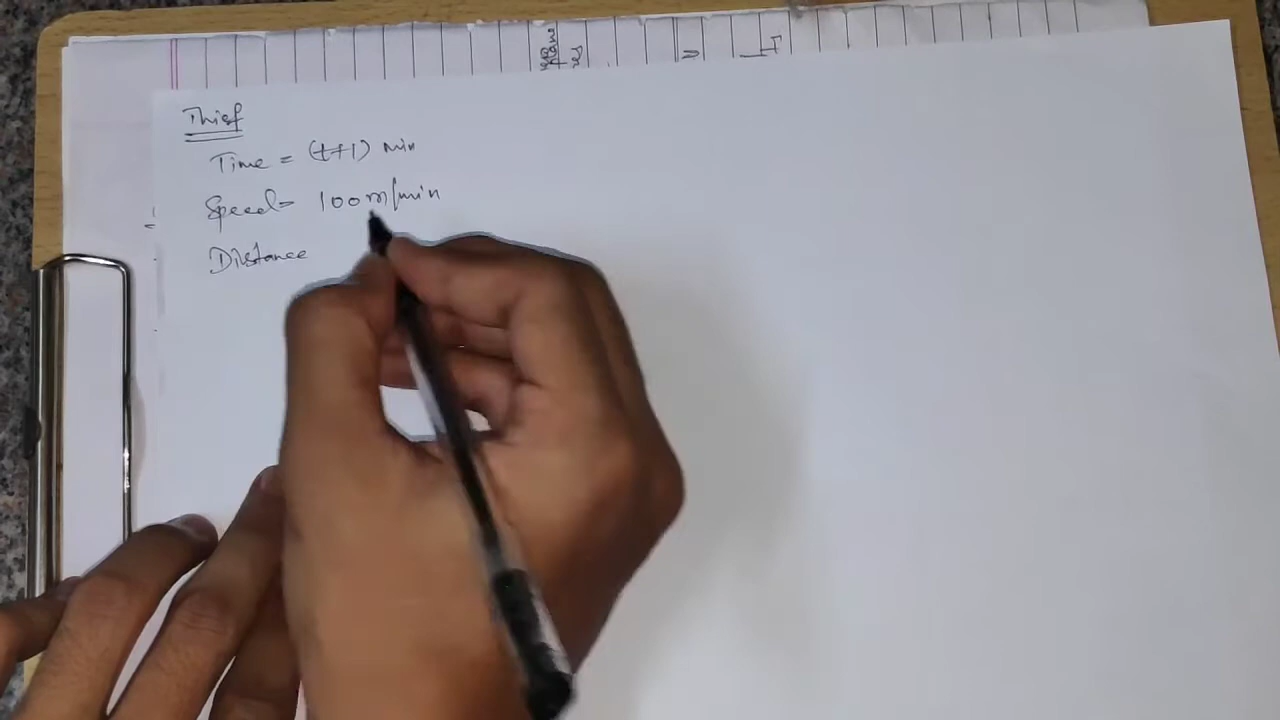 Thief
Time = (t+1) min
Speed= 100m/min
Distance